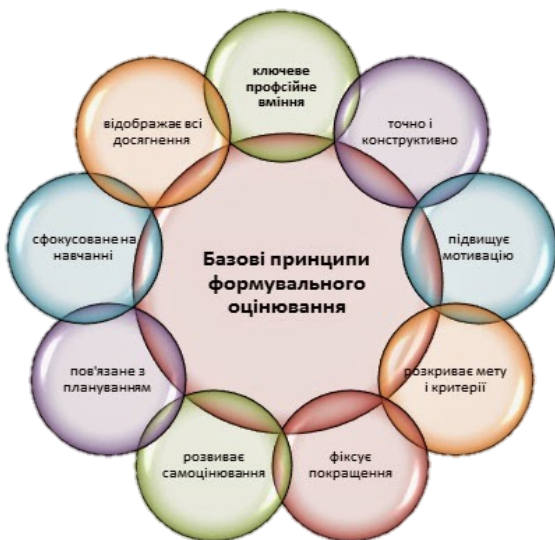 ключеве
профсійне
вміння
точно і
конструктивно
підвищує
мотивацію
розкриває мету
і критерії
фіксує
покращення
розвиває
самоцінювання
пов'язане з
плануванням
сфокусоване на
навчанні
відображає всі
досягнення
Базові принципи
формувального
оцінювання